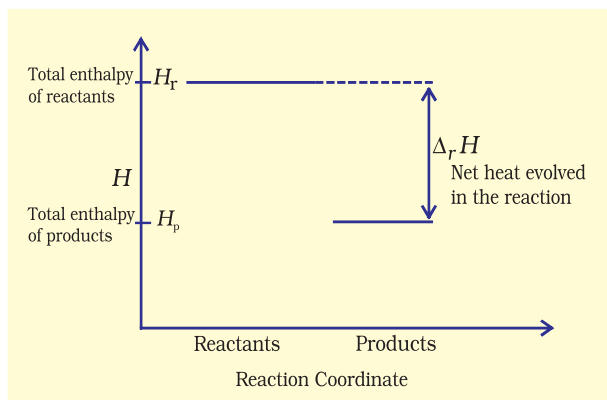 Total enthalpy
of reactants
Hr
ΔrH
Net heat evolved
in the reaction
H
Total enthalpy
of products
Hp
Reactants
Products
Reaction Coordinate